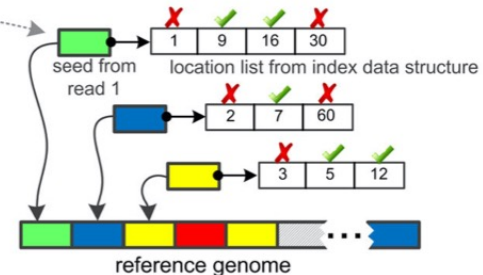 1 9 16 30
seed from
read 1
location list from index data structure
2 7 60
3 5 12
reference genome